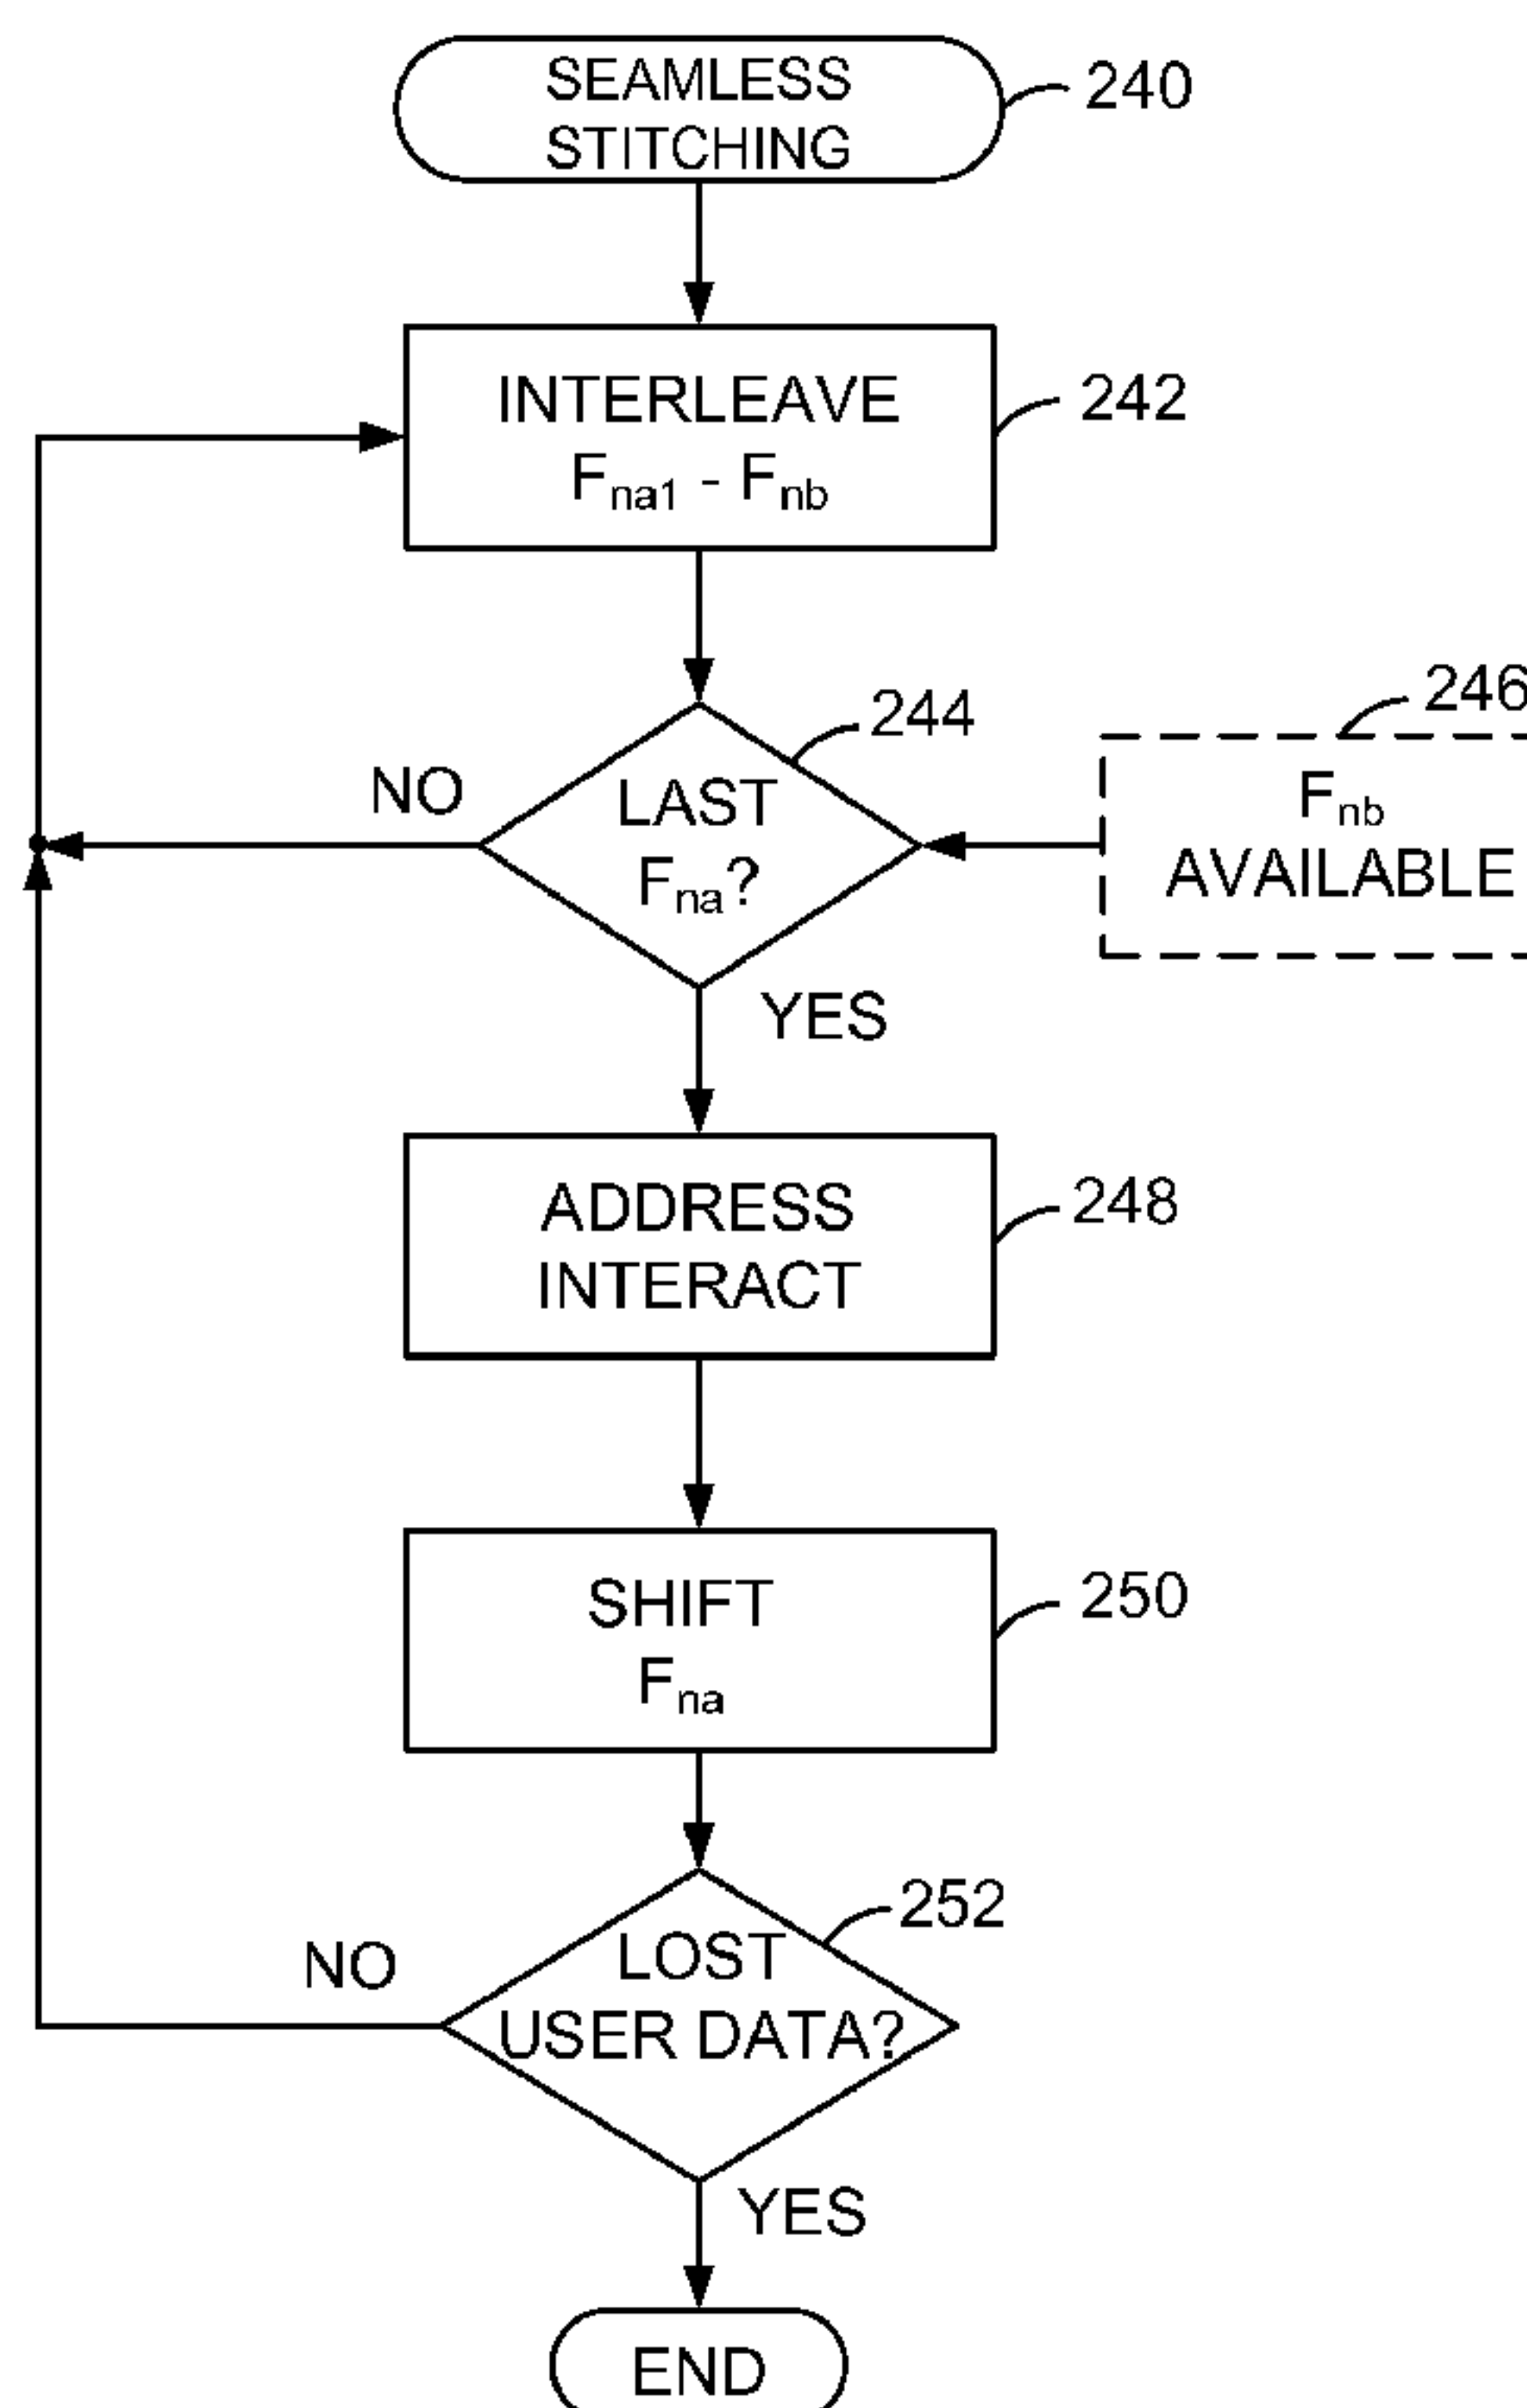 SEAMLESS
STITCHING
240
INTERLEAVE
Fna1 - Fnb
242
244
246
NO
LAST
Fna?
Fnb
AVAILABLE
YES
ADDRESS
INTERACT
248
SHIFT
Fna
250
252
NO
LOST
USER DATA?
YES
END